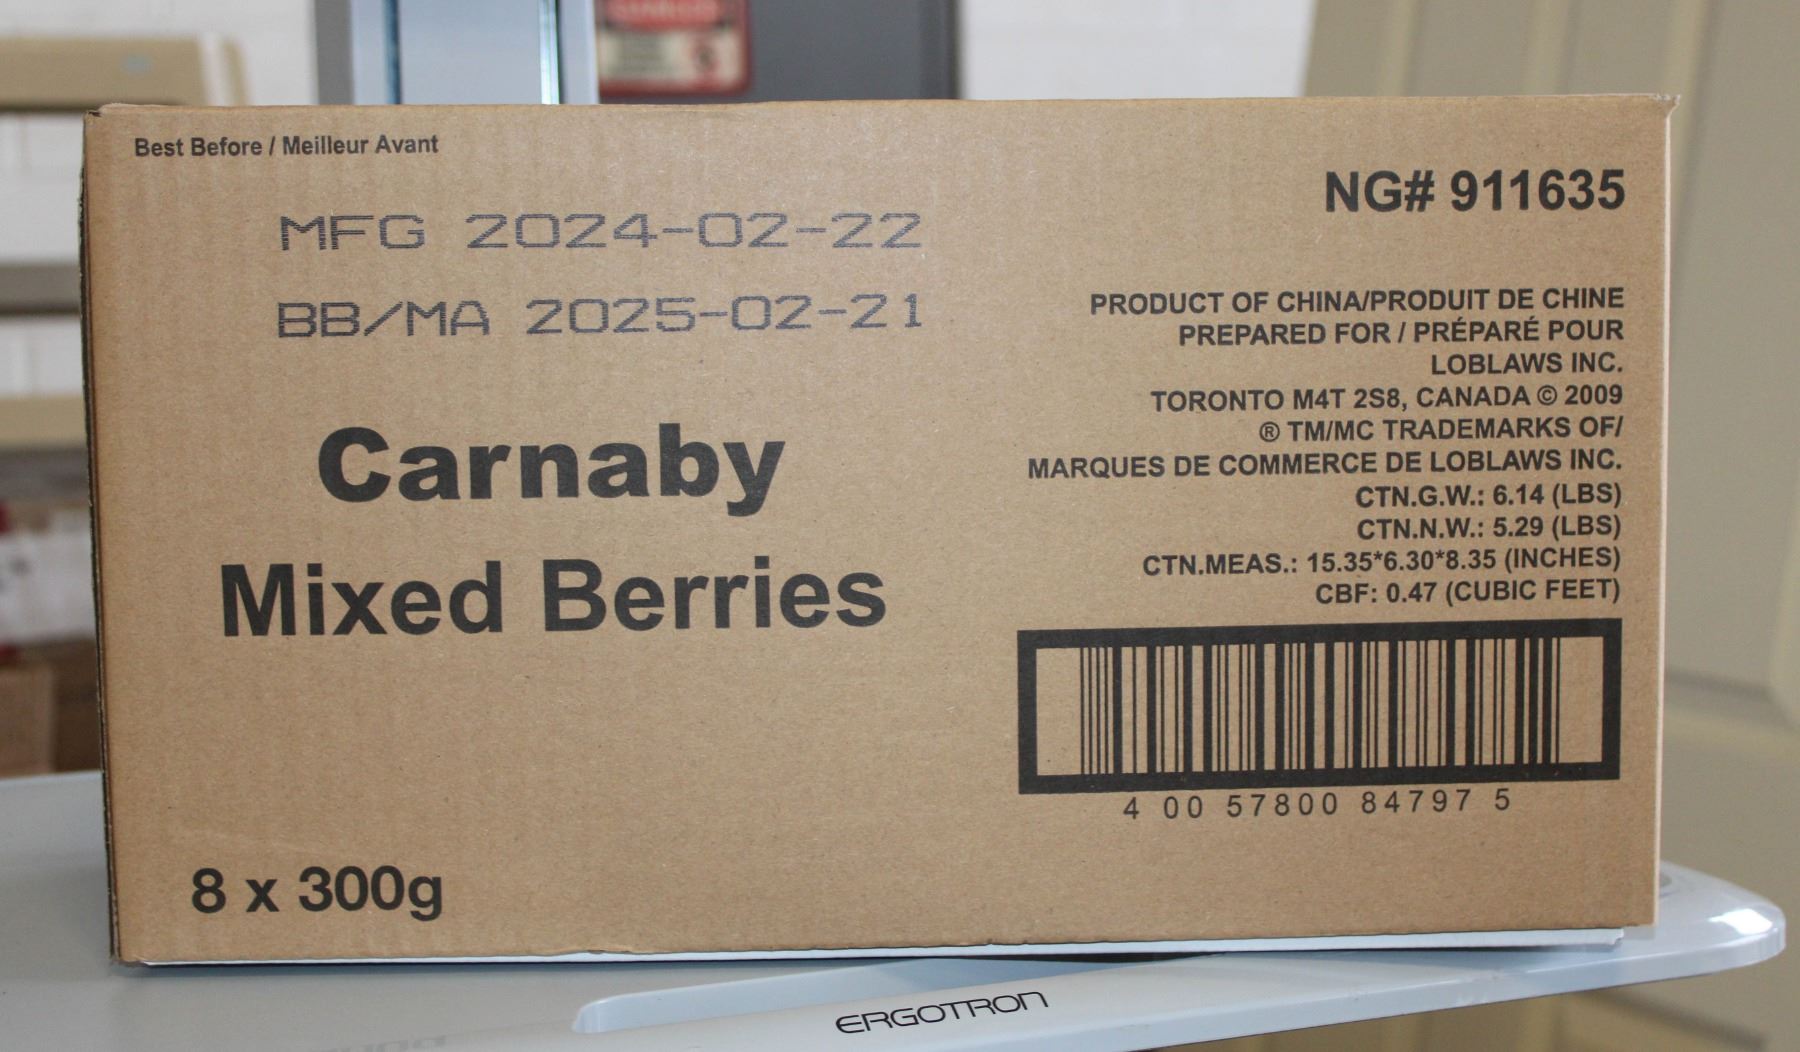 Best Before / Meilleur Avant
MFG 2024-02-22
BB/MA 2025-02-21
Carnaby
Mixed Berries
8 x 300g
NG# 911635
PRODUCT OF CHINA/PRODUIT DE CHINE
PREPARED FOR / PRÉPARÉ POUR
LOBLAWS INC.
TORONTO M4T 2S8, CANADA © 2009
® TM/MC TRADEMARKS OF/
MARQUES DE COMMERCE DE LOBLAWS INC.
CTN.G.W.: 6.14 (LBS)
CTN.N.W.: 5.29 (LBS)
CTN.MEAS.: 15.35*6.30*8.35 (INCHES)
CBF: 0.47 (CUBIC FEET)
4 00 57800 84797 5
ERGOTRON